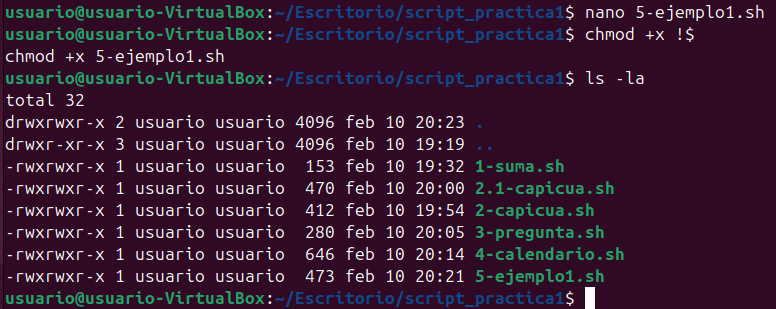 usuario@usuario-VirtualBox:~/Escritorio/script_practica1$ nano 5-ejemplo1.sh
usuario@usuario-VirtualBox:~/Escritorio/script_practica1$ chmod +x !$
chmod +x 5-ejemplo1.sh
usuario@usuario-VirtualBox:~/Escritorio/script_practica1$ ls -la
total 32
drwxrwxr-x 2 usuario usuario 4096 feb 10 20:23 .
drwxr-xr-x 3 usuario usuario 4096 feb 10 19:19 ..
-rwxrwxr-x 1 usuario usuario  153 feb 10 19:32 1-suma.sh
-rwxrwxr-x 1 usuario usuario  470 feb 10 20:00 2.1-capicua.sh
-rwxrwxr-x 1 usuario usuario  412 feb 10 19:54 2-capicua.sh
-rwxrwxr-x 1 usuario usuario  280 feb 10 20:05 3-pregunta.sh
-rwxrwxr-x 1 usuario usuario  646 feb 10 20:14 4-calendario.sh
-rwxrwxr-x 1 usuario usuario  473 feb 10 20:21 5-ejemplo1.sh
usuario@usuario-VirtualBox:~/Escritorio/script_practica1$